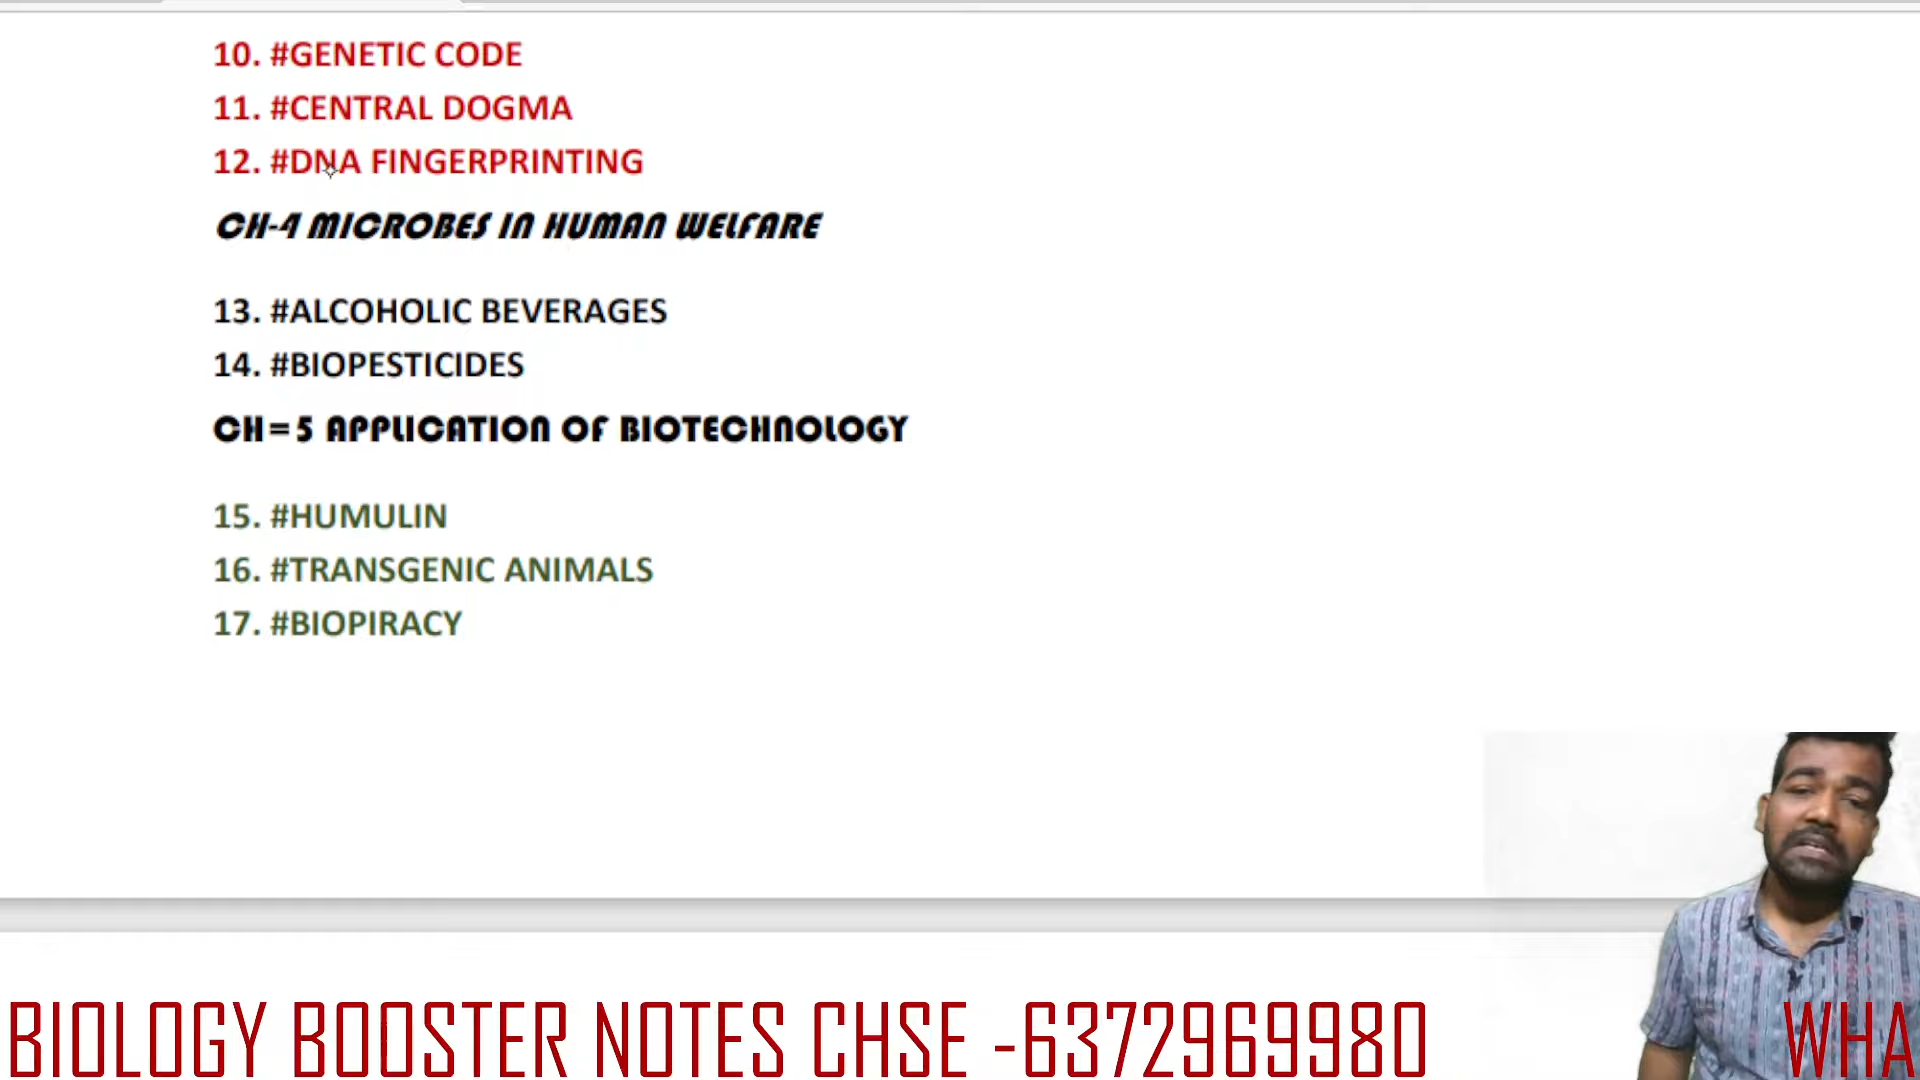 10. #GENETIC CODE
11. #CENTRAL DOGMA
12. #DNA FINGERPRINTING
CH-4 MICROBES IN HUMAN WELFARE
13. #ALCOHOLIC BEVERAGES
14. #BIOPESTICIDES
CH=5 APPLICATION OF BIOTECHNOLOGY
15. #HUMULIN
16. #TRANSGENIC ANIMALS
17. #BIOPIRACY
BIOLOGY BOOSTER NOTES CHSE -6372969980 WHA